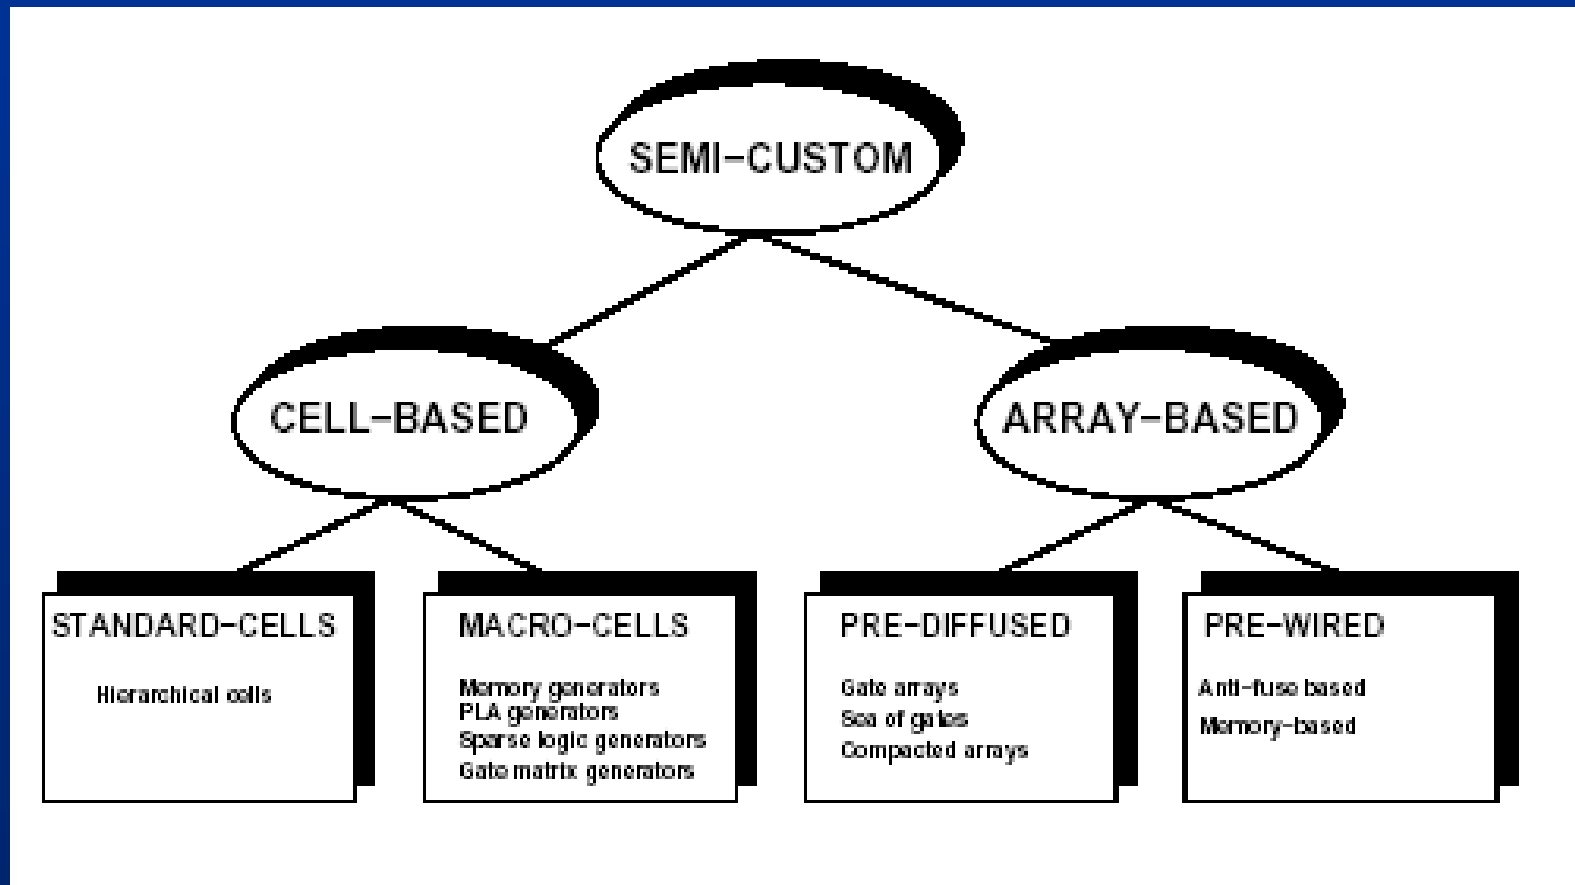 SEMI-CUSTOM
CELL-BASED
ARRAY-BASED
STANDARD-CELLS
Hierarchical cells
MACRO-CELLS
Memory generators
PLA generators
Sparse logic generators
Gate matrix generators
PRE-DIFFUSED
Gate arrays
Sea of gates
Compacted arrays
PRE-WIRED
Anti-fuse based
Memory-based